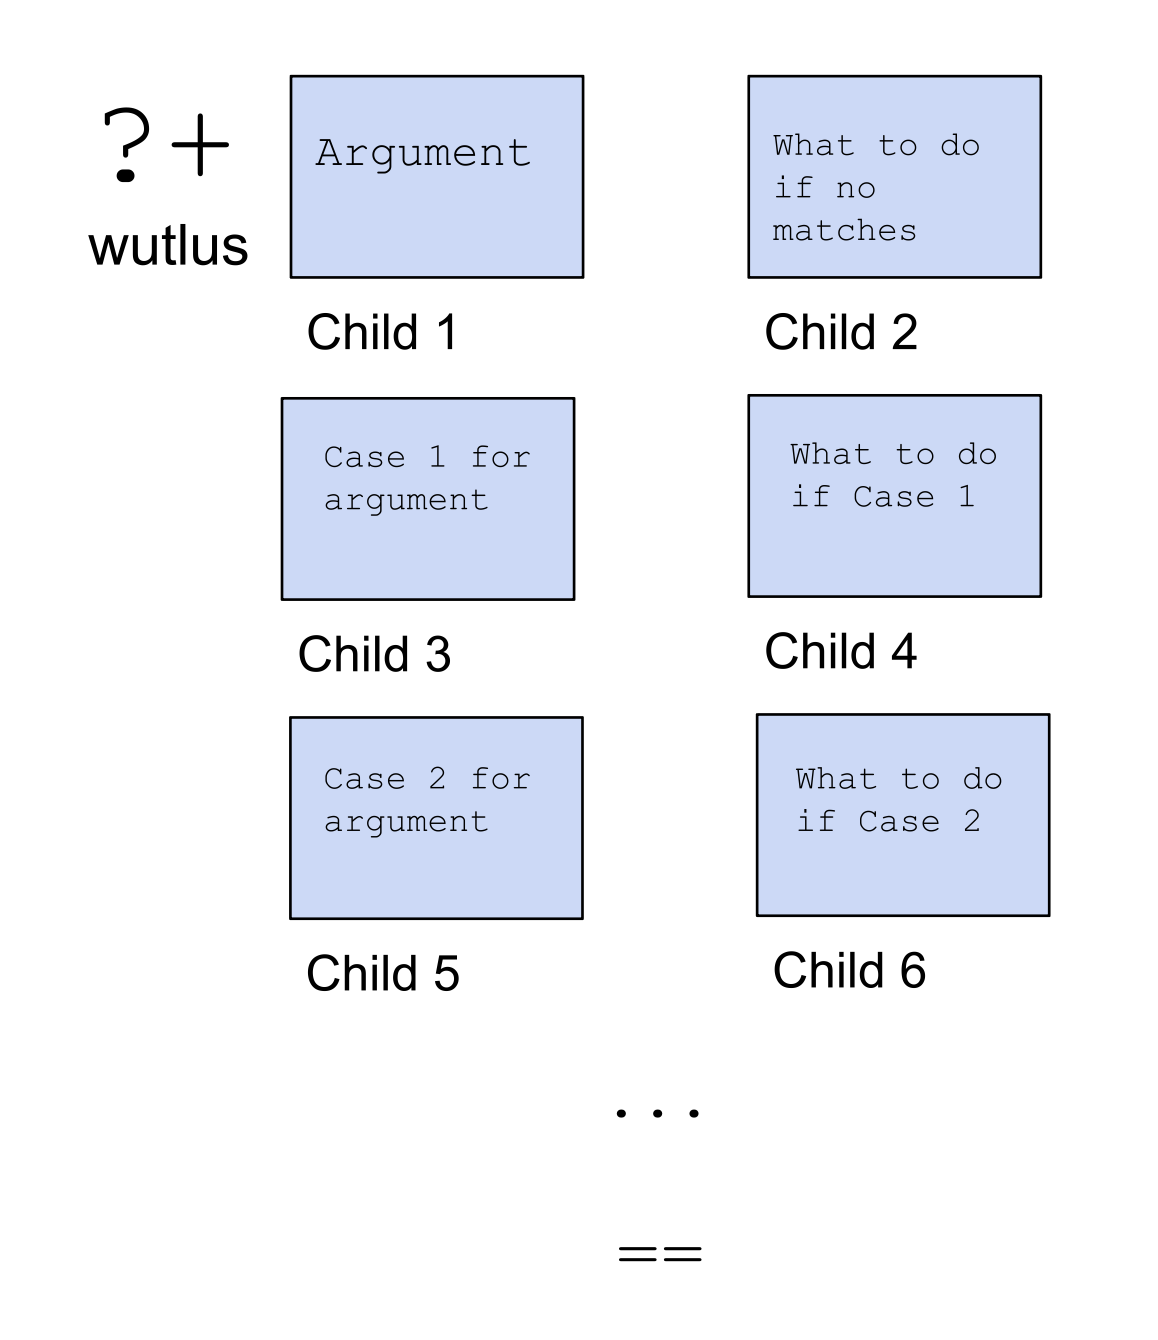 ?+
wutlus
Argument
Child 1
What to do
if no
matches
Child 2
Case 1 for
argument
Child 3
What to do
if Case 1
Child 4
Case 2 for
argument
Child 5
What to do
if Case 2
Child 6
...
==